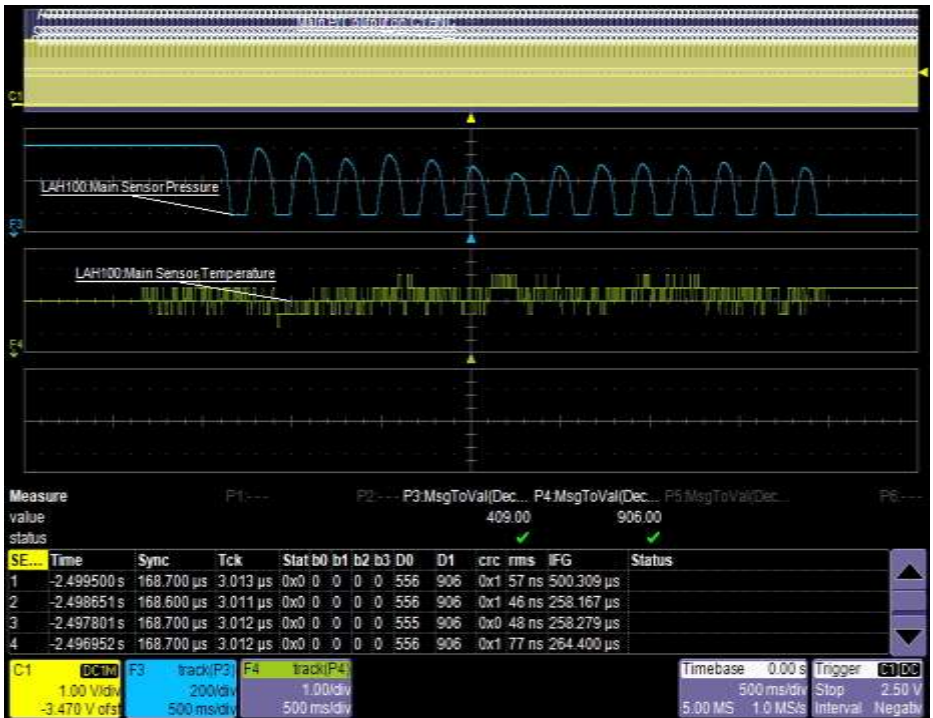 C1
LAH100:Main Sensor Pressure
F3
LAH100:Main Sensor Temperature
F4
Measure P1:--- P2:--- P3:MsgToVal(Dec... P4:MsgToVal(Dec... P5:MsgToVal(Dec... P6:---
value 409.00 906.00
status
SE... Time Sync Tck Stat b0 b1 b2 b3 D0 D1 crc rms IFG Status
1 -2.499500 s 168.700 µs 3.013 µs 0x0 0 0 0 0 556 906 0x1 57 ns 500.309 µs
2 -2.498651 s 168.600 µs 3.011 µs 0x0 0 0 0 0 556 906 0x1 46 ns 258.167 µs
3 -2.497801 s 168.700 µs 3.012 µs 0x0 0 0 0 0 555 906 0x0 48 ns 258.279 µs
4 -2.496952 s 168.700 µs 3.012 µs 0x0 0 0 0 0 556 906 0x1 77 ns 264.400 µs
C1 DC1M F3 track(P3) F4 track(P4) Timebase 0.00 s Trigger C1 DC
1.00 V/div 200/div 1.00/div 500 ms/div Stop 2.50 V
-3.470 V ofst 500 ms/div 500 ms/div 5.00 MS 1.0 MS/s Interval Negativ